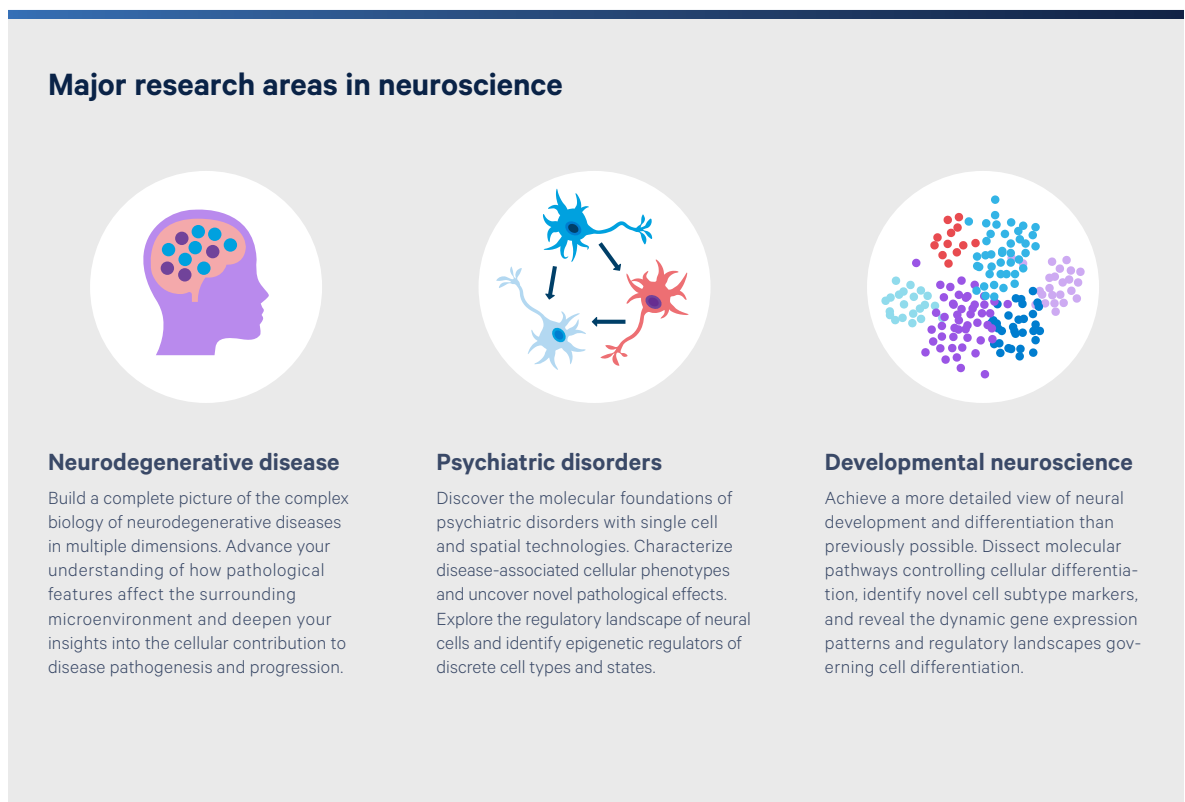 Major research areas in neuroscience
Neurodegenerative disease
Build a complete picture of the complex
biology of neurodegenerative diseases
in multiple dimensions. Advance your
understanding of how pathological
features affect the surrounding
microenvironment and deepen your
insights into the cellular contribution to
disease pathogenesis and progression.
Psychiatric disorders
Discover the molecular foundations of
psychiatric disorders with single cell
and spatial technologies. Characterize
disease-associated cellular phenotypes
and uncover novel pathological effects.
Explore the regulatory landscape of neural
cells and identify epigenetic regulators of
discrete cell types and states.
Developmental neuroscience
Achieve a more detailed view of neural
development and differentiation than
previously possible. Dissect molecular
pathways controlling cellular differentia-
tion, identify novel cell subtype markers,
and reveal the dynamic gene expression
patterns and regulatory landscapes gov-
erning cell differentiation.